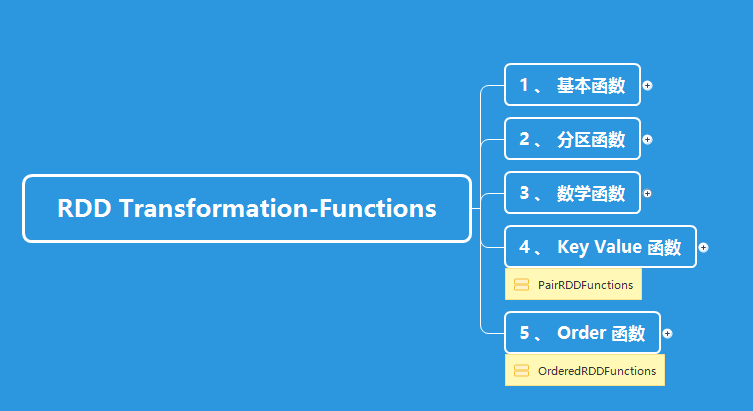 RDD Transformation-Functions
1、 基本函数
2、 分区函数
3、 数学函数
4、 Key Value 函数
PairRDDFunctions
5、 Order 函数
OrderedRDDFunctions